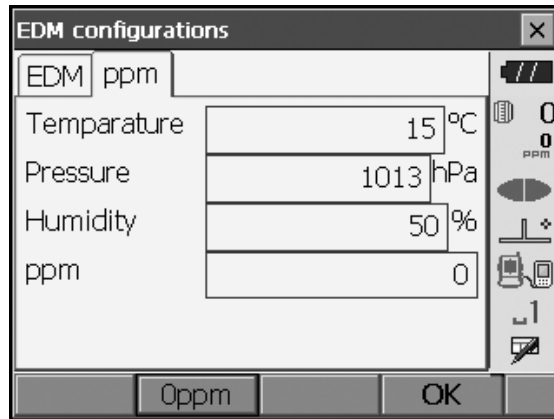 EDM configurations
EDM ppm
Temparature 15 ºC
Pressure 1013 hPa
Humidity 50 %
ppm 0
0
0
PPM
1
0ppm OK